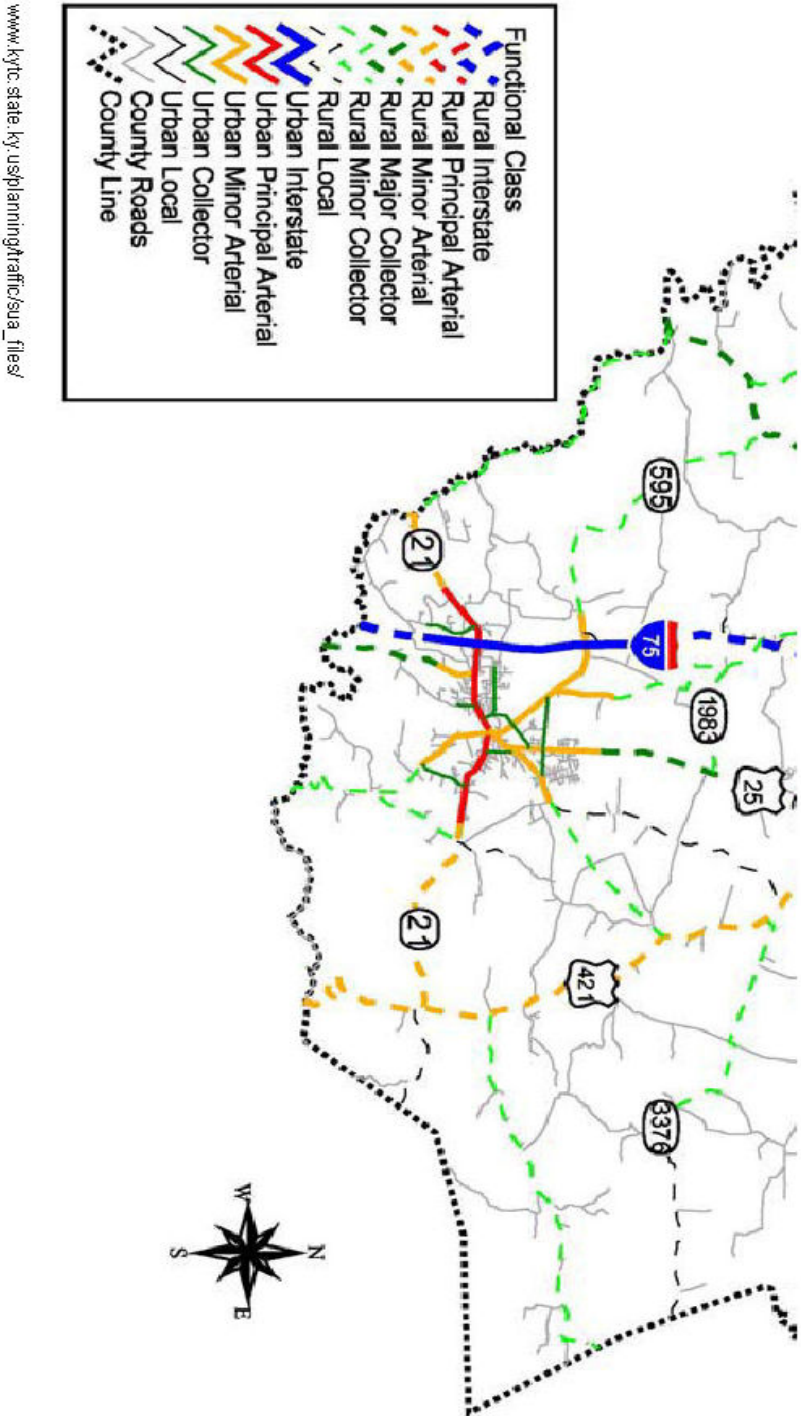 Functional Class
Rural Interstate
Rural Principal Arterial
Rural Minor Arterial
Rural Major Collector
Rural Minor Collector
Rural Local
Urban Interstate
Urban Principal Arterial
Urban Minor Arterial
Urban Collector
Urban Local
County Roads
County Line
595
21
75
1983
25
21
421
3376
N
W
E
S
www.kytc.state.ky.us/planning/traffic/sua_files/